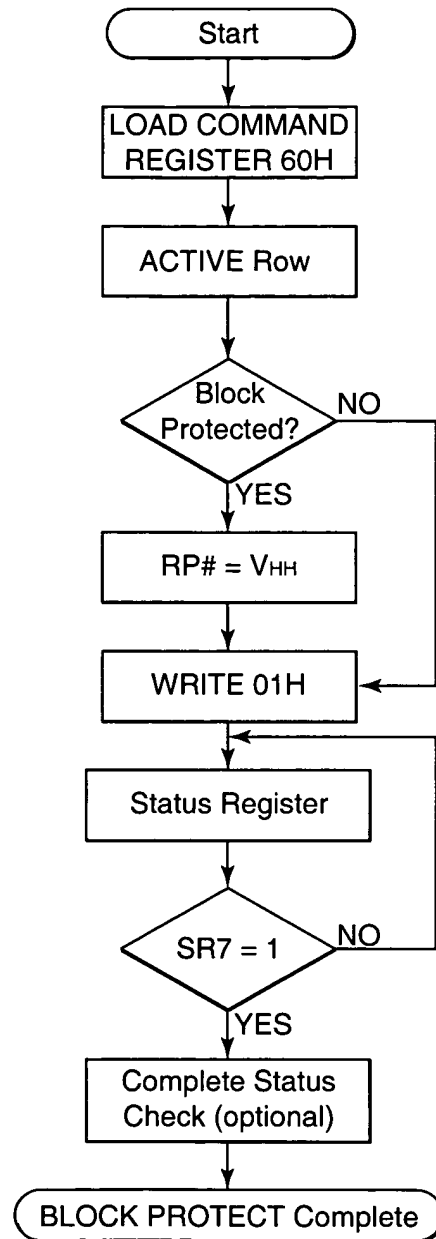 Start
LOAD COMMAND
REGISTER 60H
ACTIVE Row
Block
Protected?
NO
YES
RP# = VHH
WRITE 01H
Status Register
SR7 = 1
NO
YES
Complete Status
Check (optional)
BLOCK PROTECT Complete